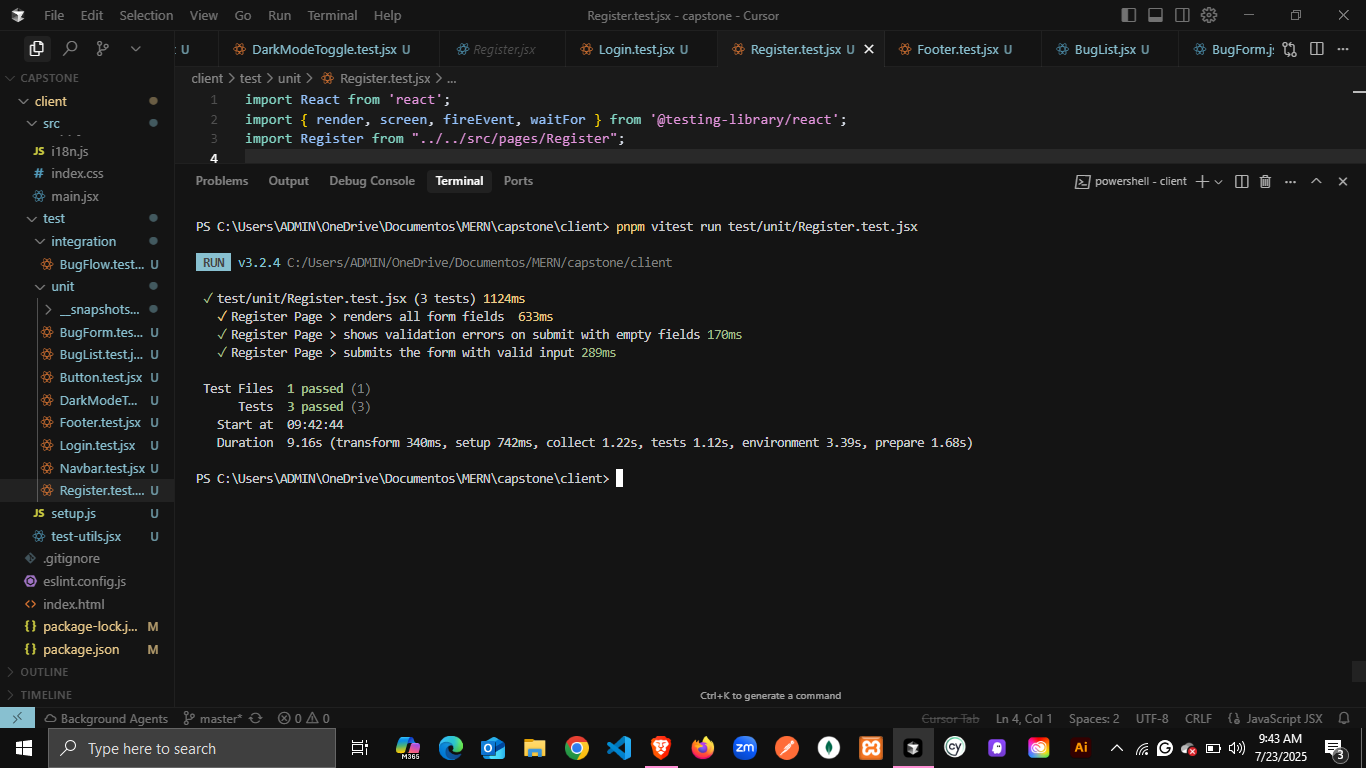 File Edit Selection View Go Run Terminal Help
Register.test.jsx - capstone - Cursor
: U
DarkModeToggle.test.jsx U
Register.jsx
Login.test.jsx U
Register.test.jsx U
Footer.test.jsx U
BugList.jsx U
BugForm.js
CAPSTONE
client
src
i18n.js
index.css
main.jsx
test
integration
BugFlow.test... U
unit
__snapshots...
BugForm.tes... U
BugList.test.j... U
Button.test.jsx U
DarkModeT... U
Footer.test.jsx U
Login.test.jsx U
Navbar.test.jsx U
Register.test.... U
setup.js U
test-utils.jsx U
.gitignore
eslint.config.js
index.html
package-lock.j... M
package.json M
OUTLINE
TIMELINE
client > test > unit > Register.test.jsx > ...
1 import React from 'react';
2 import { render, screen, fireEvent, waitFor } from '@testing-library/react';
3 import Register from "../../src/pages/Register";
4
Problems Output Debug Console Terminal Ports
powershell - client
PS C:\Users\ADMIN\OneDrive\Documentos\MERN\capstone\client> pnpm vitest run test/unit/Register.test.jsx
RUN v3.2.4 C:/Users/ADMIN/OneDrive/Documentos/MERN/capstone/client
✓ test/unit/Register.test.jsx (3 tests) 1124ms
✓ Register Page > renders all form fields 633ms
✓ Register Page > shows validation errors on submit with empty fields 170ms
✓ Register Page > submits the form with valid input 289ms
Test Files 1 passed (1)
Tests 3 passed (3)
Start at 09:42:44
Duration 9.16s (transform 340ms, setup 742ms, collect 1.22s, tests 1.12s, environment 3.39s, prepare 1.68s)
PS C:\Users\ADMIN\OneDrive\Documentos\MERN\capstone\client>
Ctrl+K to generate a command
Background Agents master* 0 0
Cursor Tab Ln 4, Col 1 Spaces: 2 UTF-8 CRLF JavaScript JSX
Type here to search
M365
zm
cy
Ai
9:43 AM
7/23/2025
3